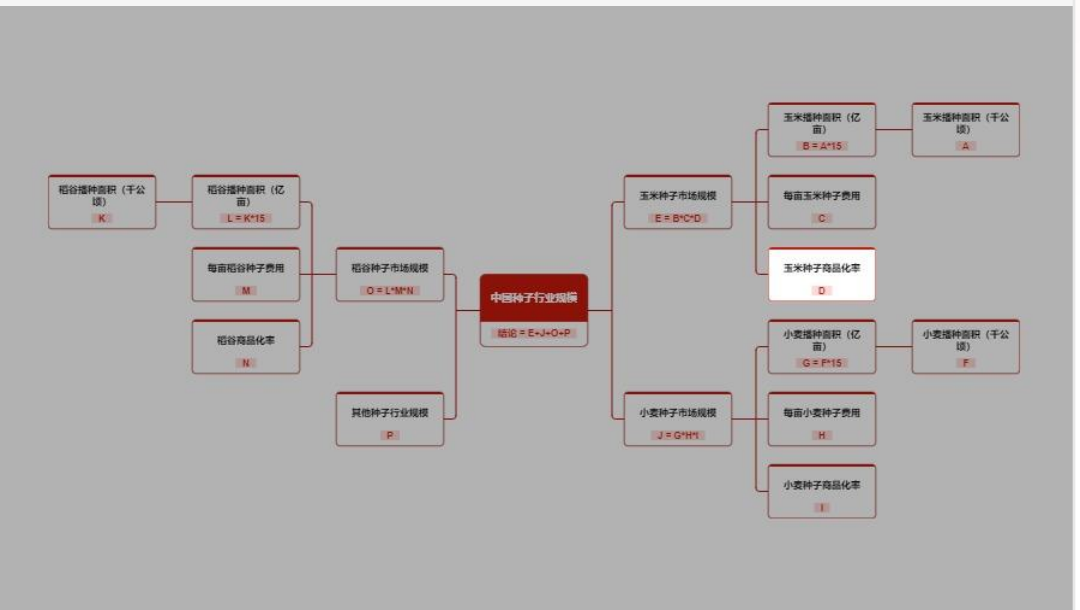 稻谷播种面积（千公
顷）
K
稻谷播种面积（亿
亩）
L = K*15
每亩稻谷种子费用
M
稻谷商品化率
N
稻谷种子市场规模
O = L*M*N
其他种子行业规模
P
中国种子行业规模
结论 = E+J+O+P
玉米种子市场规模
E = B*C*D
玉米播种面积（亿
亩）
B = A*15
玉米播种面积（千公
顷）
A
每亩玉米种子费用
C
玉米种子商品化率
D
小麦种子市场规模
J = G*H*I
小麦播种面积（亿
亩）
G = F*15
小麦播种面积（千公
顷）
F
每亩小麦种子费用
H
小麦种子商品化率
I